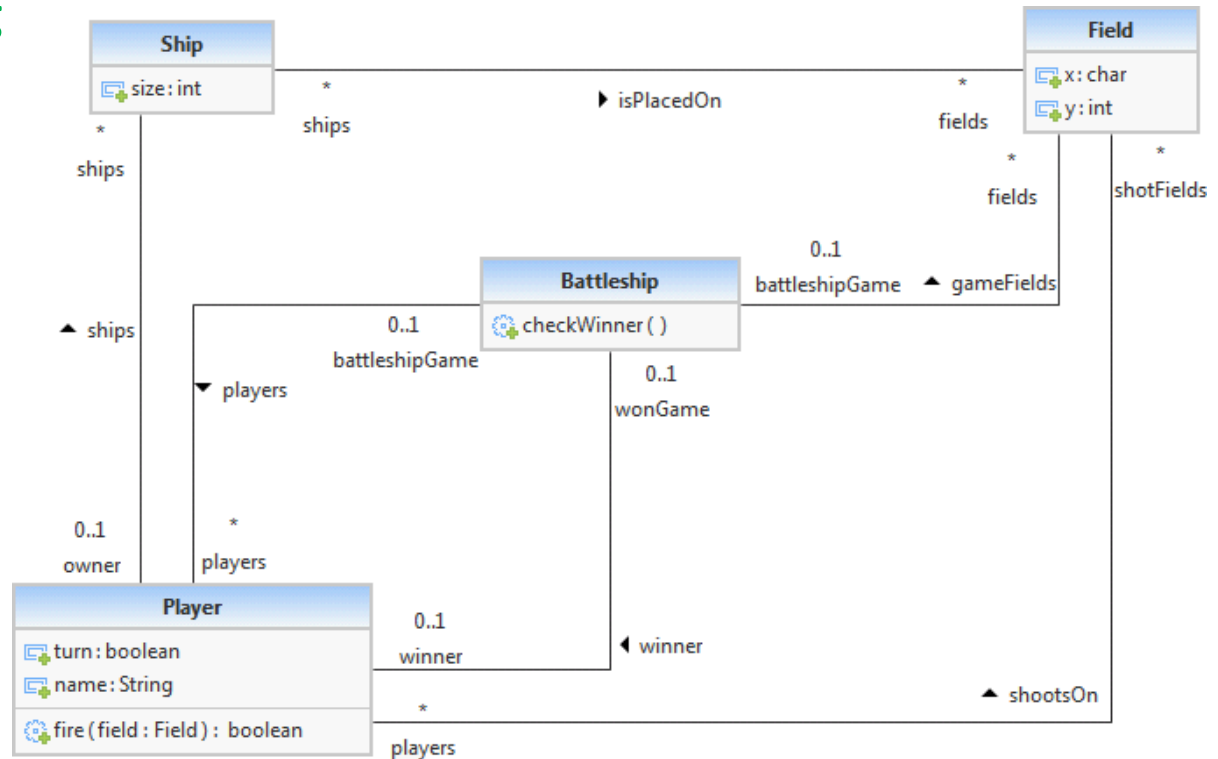 Ship
size:int
Field
x:char
y:int
*
ships
isPlacedOn
*
fields
*
ships
*
fields
*
shotFields
0..1
battleshipGame
gameFields
Battleship
checkWinner()
ships
0..1
battleshipGame
players
0..1
wonGame
0..1
owner
*
players
Player
turn:boolean
name:String
fire(field:Field): boolean
0..1
winner
winner
shootsOn
*
players